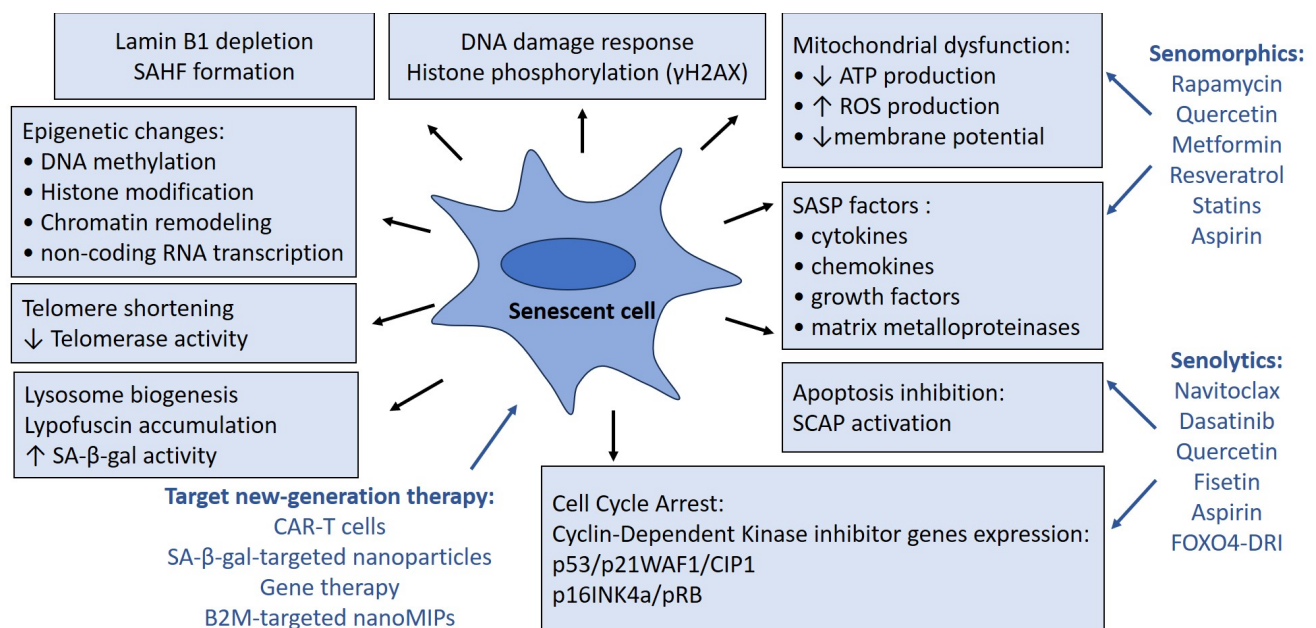 Lamin B1 depletion
SAHF formation
DNA damage response
Histone phosphorylation (γH2AX)
Mitochondrial dysfunction:
• ↓ ATP production
• ↑ ROS production
• ↓membrane potential
Senomorphics:
Rapamycin
Quercetin
Metformin
Resveratrol
Statins
Aspirin
Epigenetic changes:
• DNA methylation
• Histone modification
• Chromatin remodeling
• non-coding RNA transcription
SASP factors :
• cytokines
• chemokines
• growth factors
• matrix metalloproteinases
Senescent cell
Telomere shortening
↓ Telomerase activity
Lysosome biogenesis
Lypofuscin accumulation
↑ SA-β-gal activity
Apoptosis inhibition:
SCAP activation
Senolytics:
Navitoclax
Dasatinib
Quercetin
Fisetin
Aspirin
FOXO4-DRI
Target new-generation therapy:
CAR-T cells
SA-β-gal-targeted nanoparticles
Gene therapy
B2M-targeted nanoMIPs
Cell Cycle Arrest:
Cyclin-Dependent Kinase inhibitor genes expression:
p53/p21WAF1/CIP1
p16INK4a/pRB